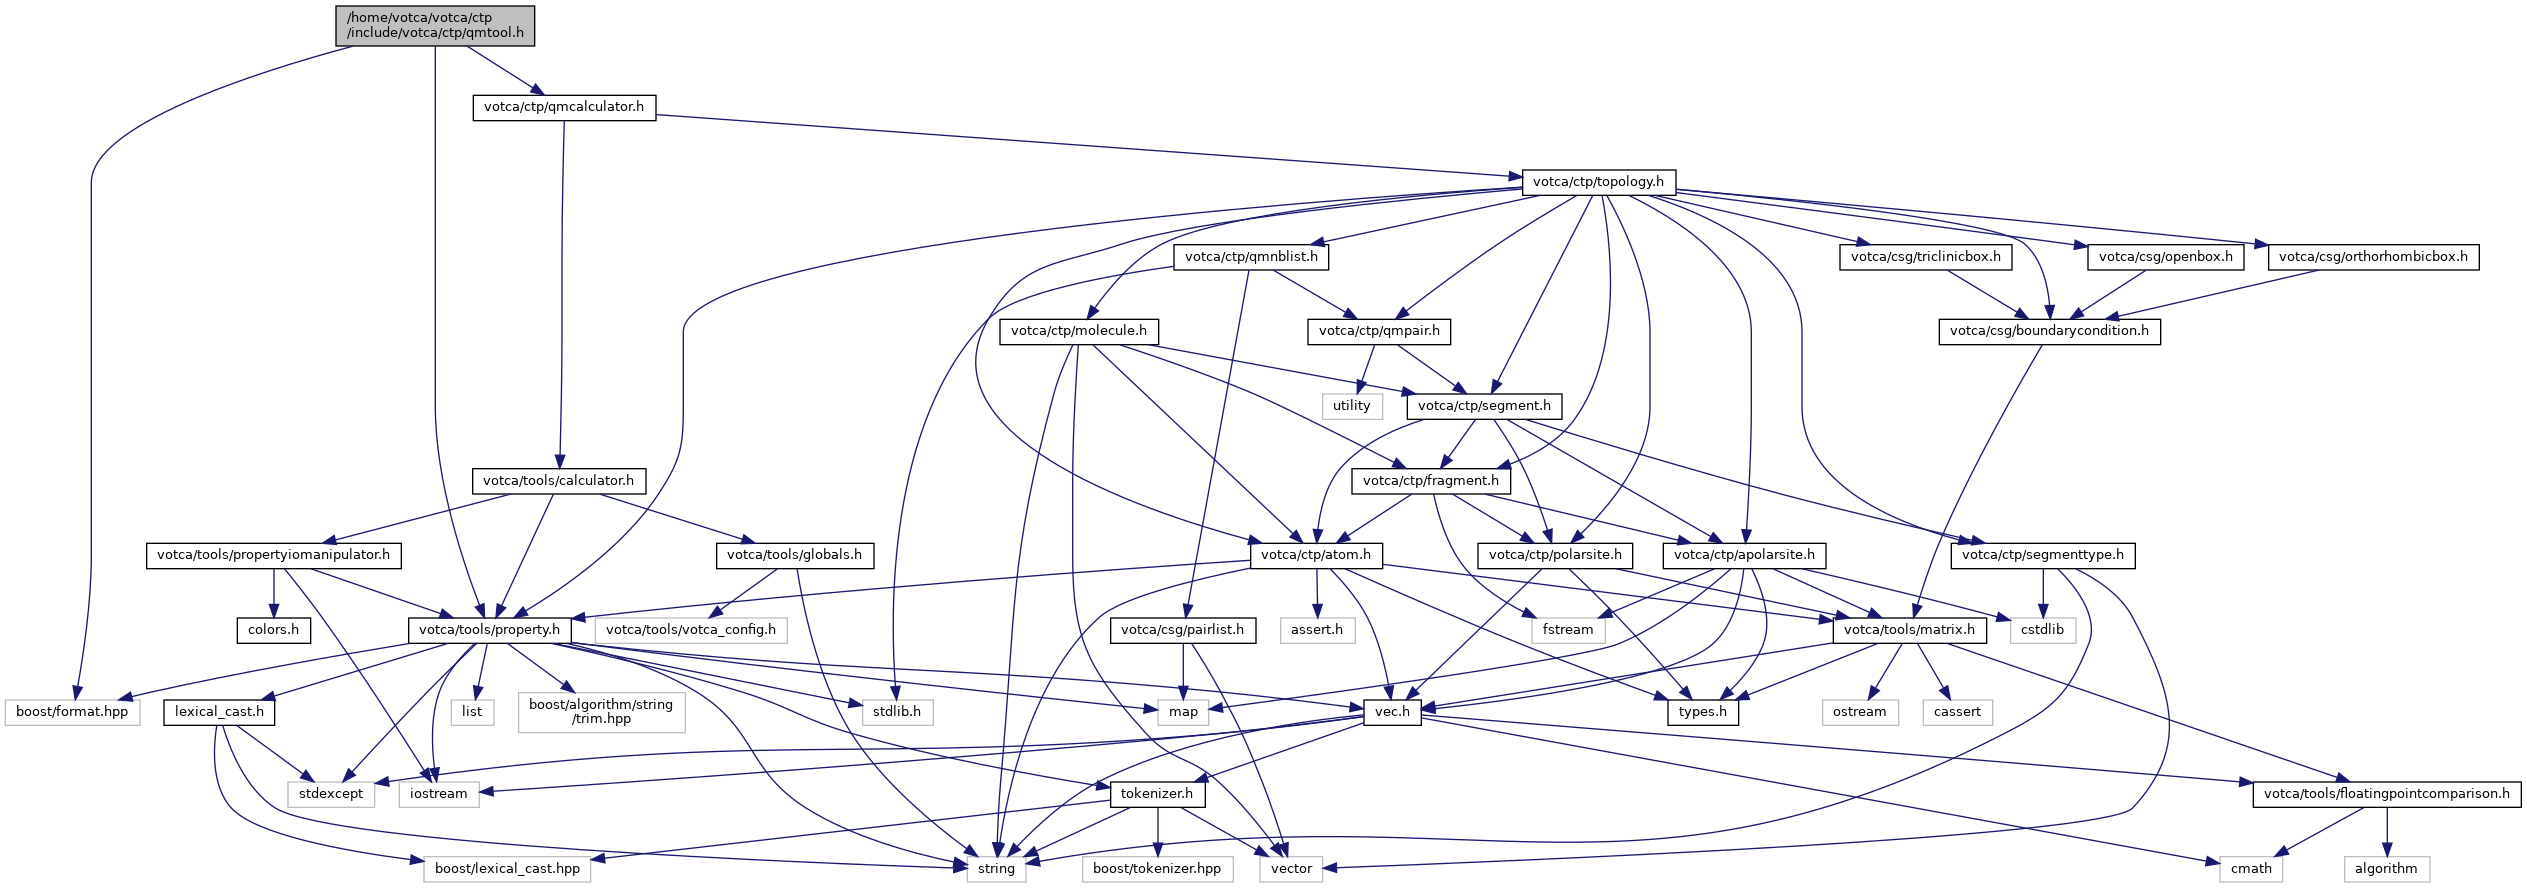 /home/votca/votca/ctp
/include/votca/ctp/qmtool.h
votca/ctp/qmcalculator.h
votca/ctp/topology.h
votca/ctp/qmnblist.h
votca/csg/triclinicbox.h
votca/csg/openbox.h
votca/csg/orthorhombicbox.h
votca/ctp/molecule.h
votca/ctp/qmpair.h
votca/csg/boundarycondition.h
utility
votca/ctp/segment.h
votca/tools/calculator.h
votca/ctp/fragment.h
votca/tools/propertyiomanipulator.h
votca/tools/globals.h
votca/ctp/atom.h
votca/ctp/polarsite.h
votca/ctp/apolarsite.h
votca/ctp/segmenttype.h
colors.h
votca/tools/property.h
votca/tools/votca_config.h
votca/csg/pairlist.h
assert.h
fstream
votca/tools/matrix.h
cstdlib
boost/format.hpp
lexical_cast.h
list
boost/algorithm/string
/trim.hpp
stdlib.h
map
vec.h
types.h
ostream
cassert
stdexcept
iostream
tokenizer.h
votca/tools/floatingpointcomparison.h
boost/lexical_cast.hpp
string
boost/tokenizer.hpp
vector
cmath
algorithm